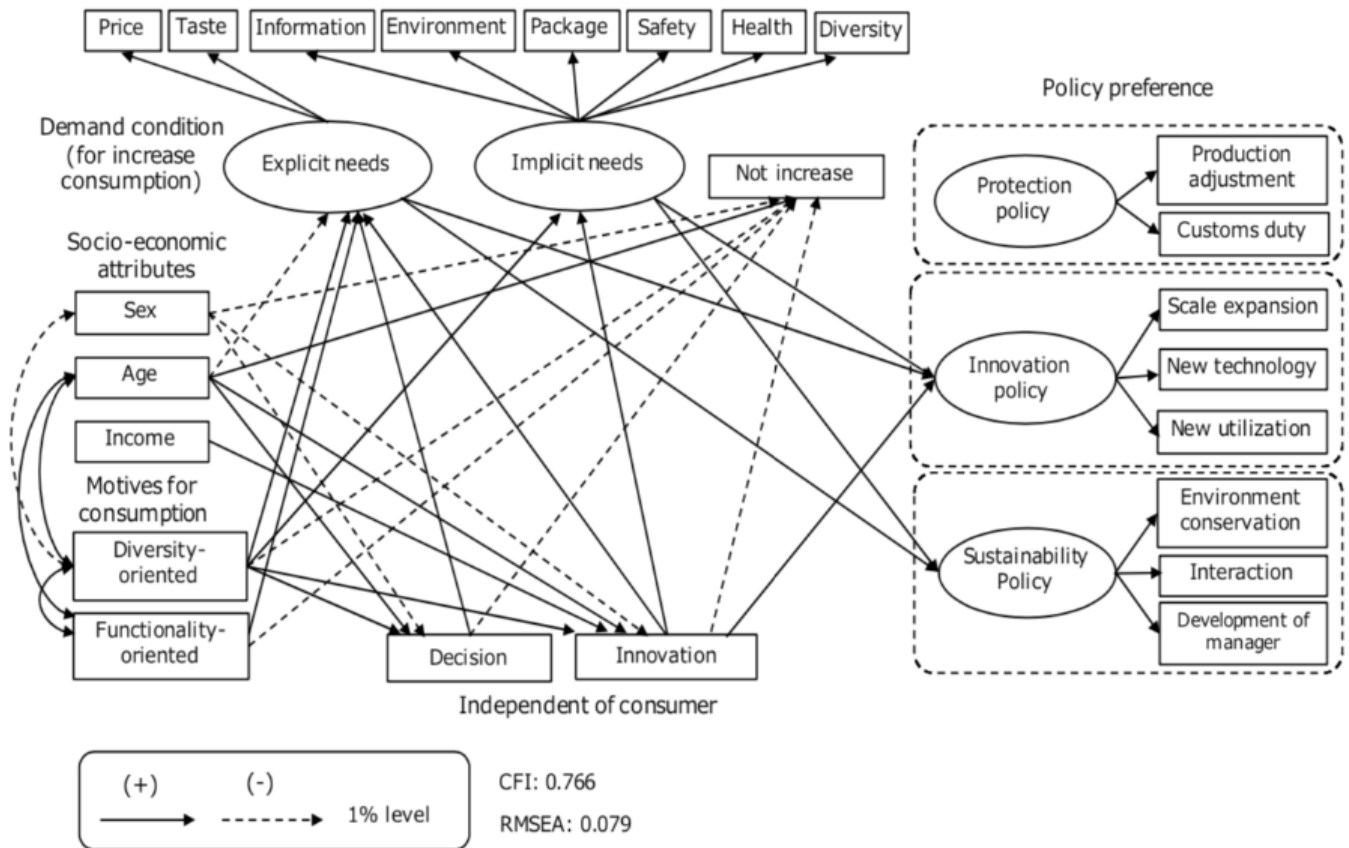 Price
Taste
Information
Environment
Package
Safety
Health
Diversity
Demand condition
(for increase
consumption)
Explicit needs
Implicit needs
Not increase
Policy preference
Protection
policy
Production
adjustment
Customs duty
Socio-economic
attributes
Sex
Age
Income
Innovation
policy
Scale expansion
New technology
New utilization
Motives for
consumption
Diversity-
oriented
Functionality-
oriented
Decision
Innovation
Independent of consumer
Sustainability
Policy
Environment
conservation
Interaction
Development of
manager
(+)
(-)
1% level
CFI: 0.766
RMSEA: 0.079